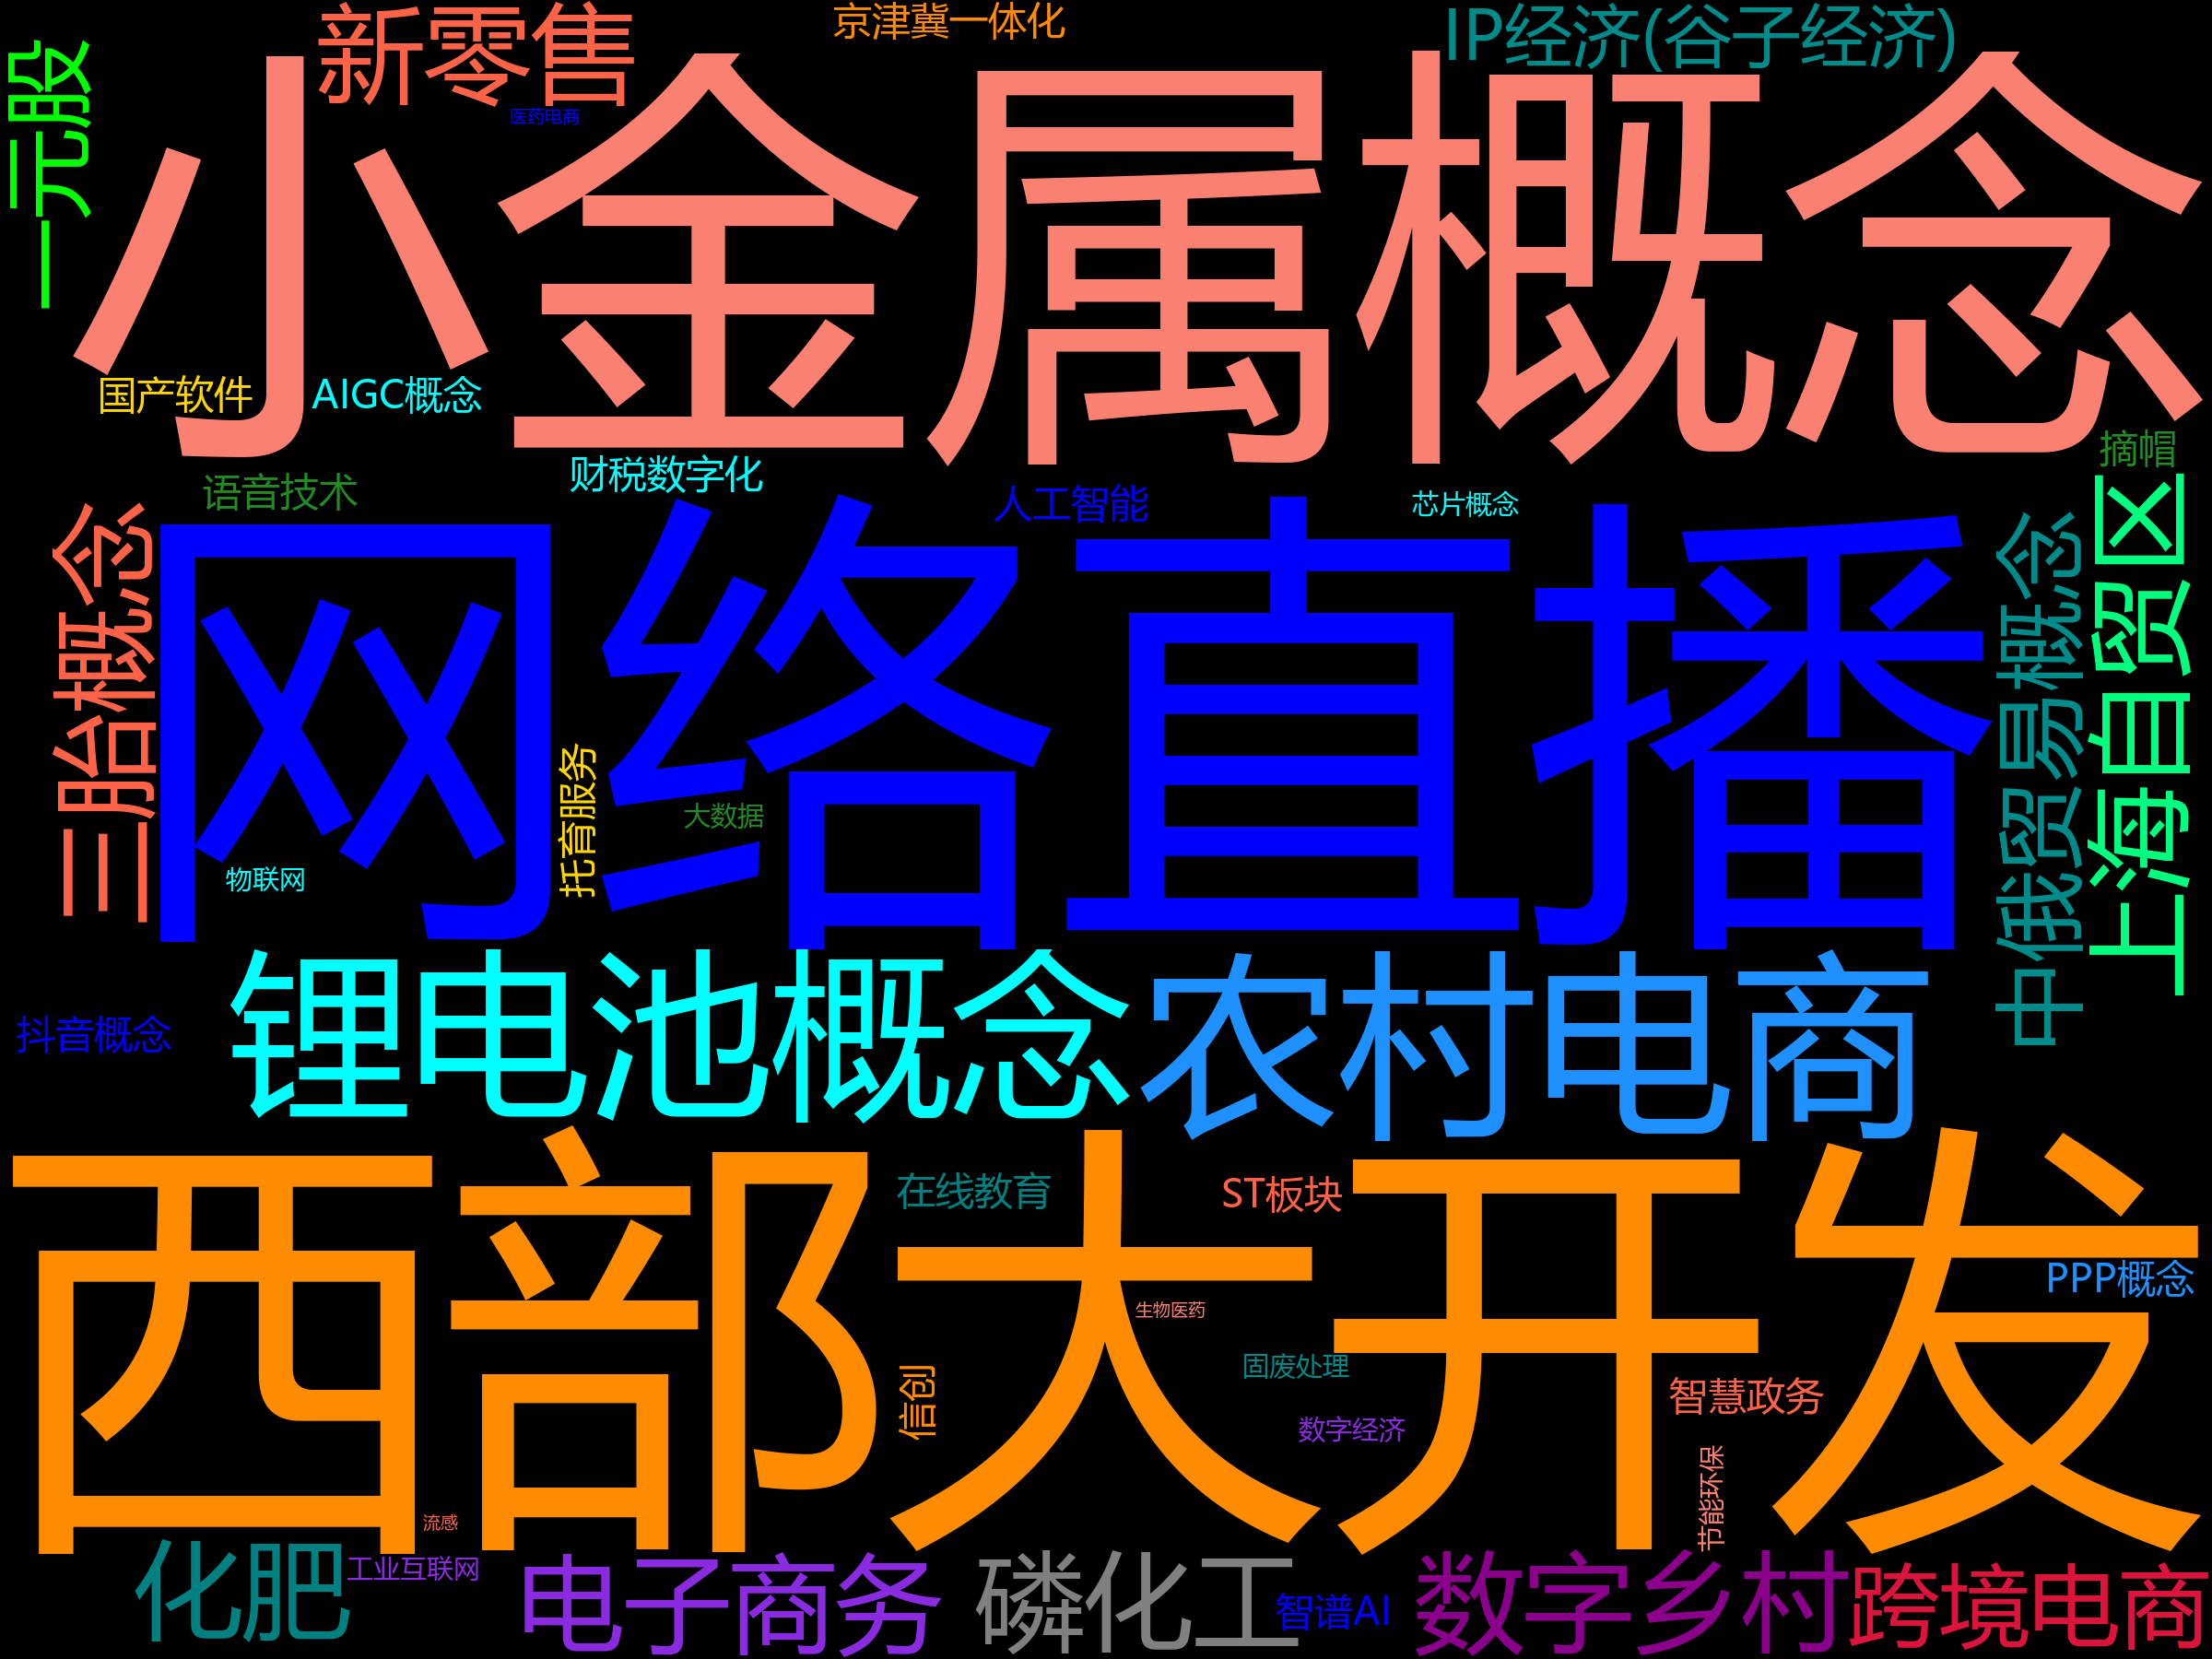 新零售
京津冀一体化
IP经济(谷子经济)
一元股
医药电商
小金属概念
国产软件
AIGC概念
语音技术
财税数字化
人工智能
芯片概念
摘帽
三胎概念
网络直播
中俄贸易概念
上海自贸区
托育服务
大数据
物联网
抖音概念
锂电池概念
农村电商
西部大开发
在线教育
ST板块
PPP概念
生物医药
固废处理
信创
数字经济
智慧政务
节能环保
流感
化肥
工业互联网
电子商务
磷化工
智谱AI
数字乡村
跨境电商